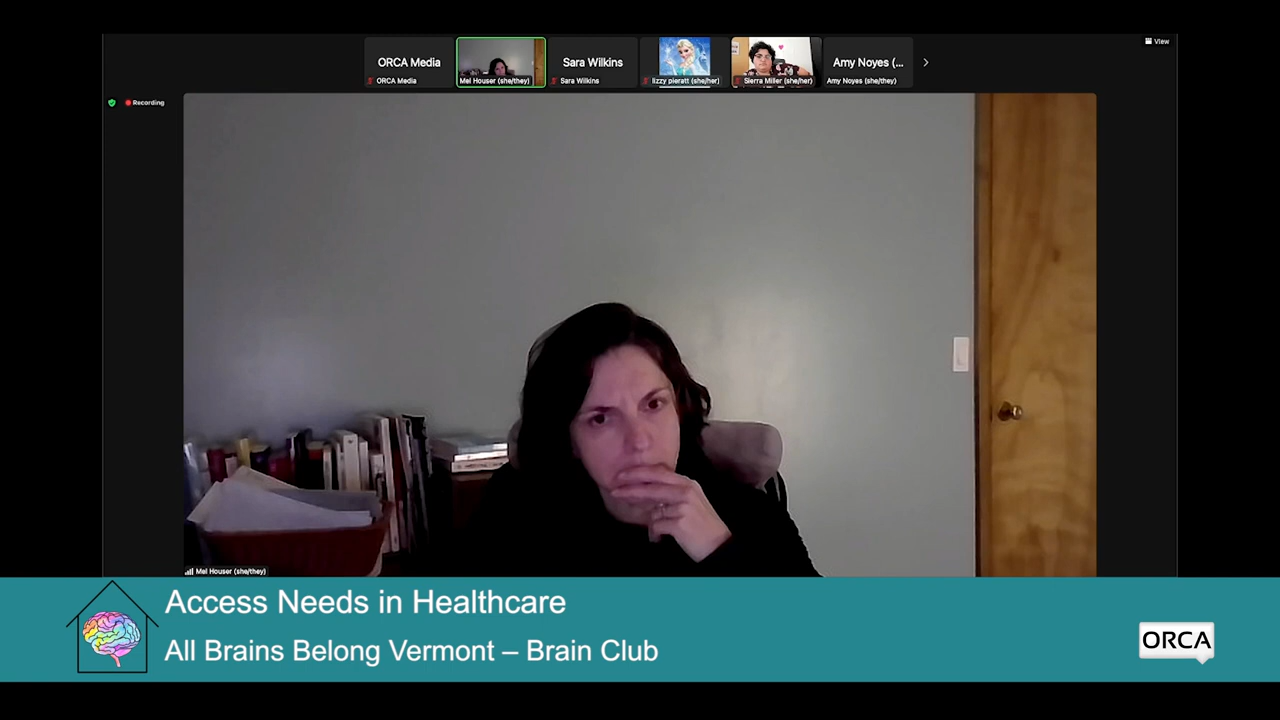 View
ORCA Media
Sara Wilkins
Amy Noyes (...
ORCA Media
Mel Houser (she/they)
Sara Wilkins
lizzy pieratt (she/her)
Sierra Miller (she/her)
Amy Noyes (she/they)
Recording
Mel Houser (she/they)
Access Needs in Healthcare
All Brains Belong Vermont – Brain Club
ORCA